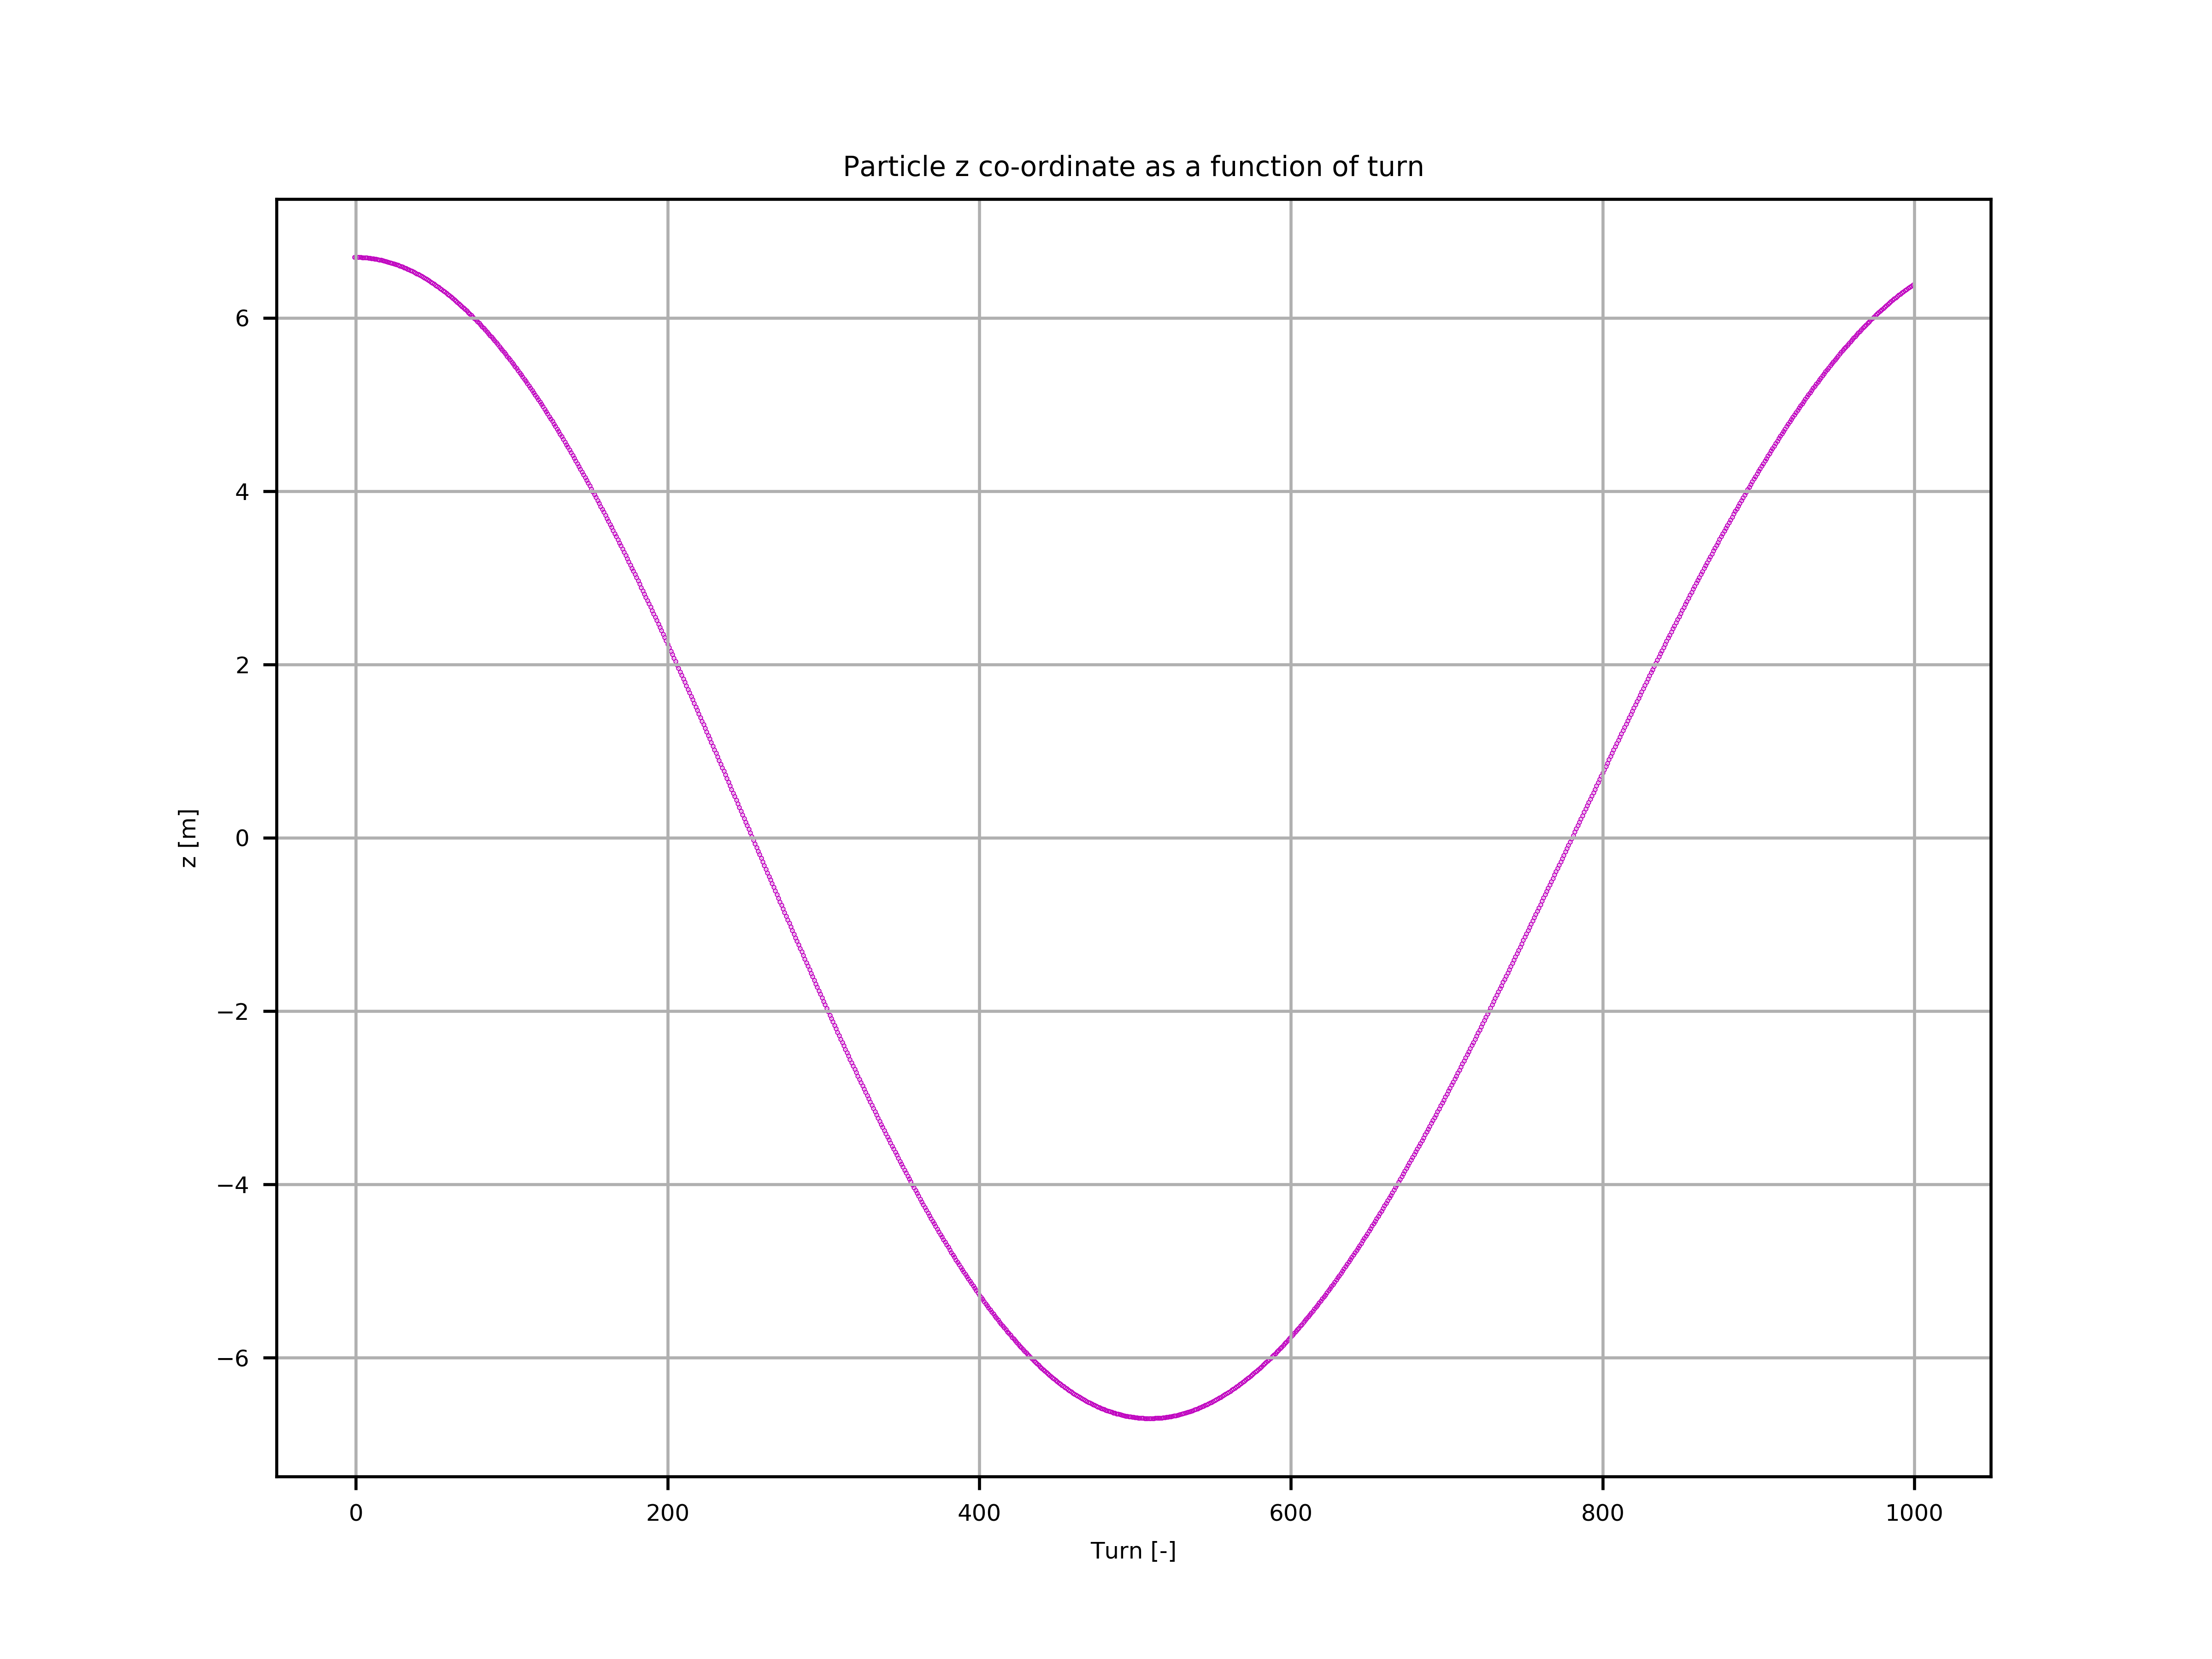 Particle z co-ordinate as a function of turn
6
4
2
0
−2
−4
−6
z [m]
0 200 400 600 800 1000
Turn [-]